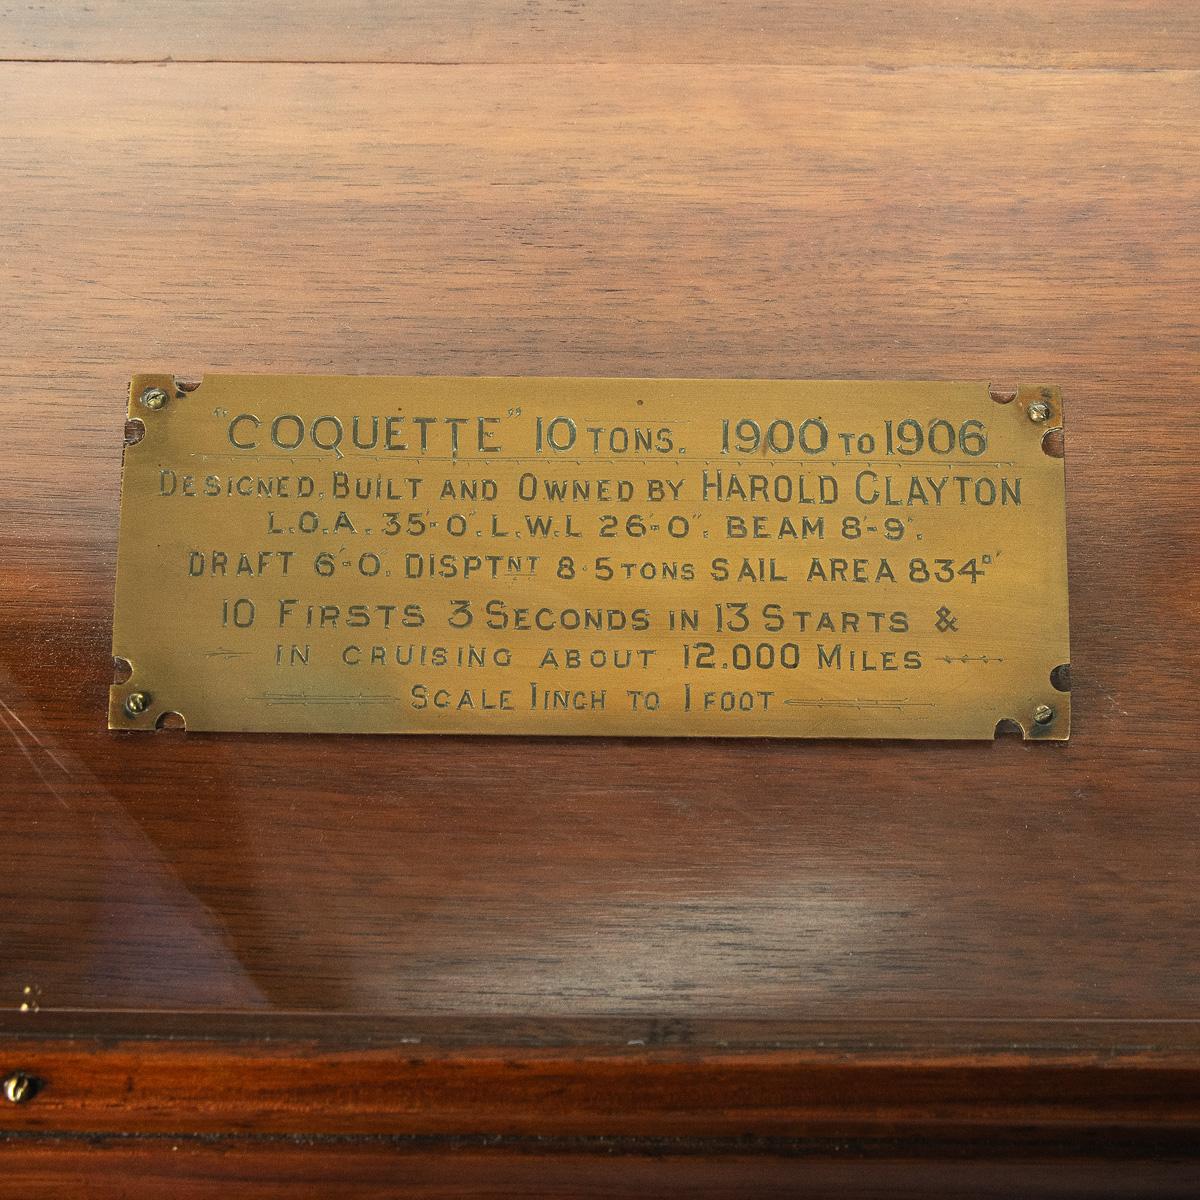 "COQUETTE" 10 TONS. 1900 TO 1906
DESIGNED, BUILT AND OWNED BY HAROLD CLAYTON
L.O.A. 35'-0". L.W.L 26'-0". BEAM 8'-9".
DRAFT 6'-0". DISPTNT 8.5 TONS SAIL AREA 834□'
10 FIRSTS 3 SECONDS IN 13 STARTS &
IN CRUISING ABOUT 12.000 MILES
SCALE 1 INCH TO 1 FOOT